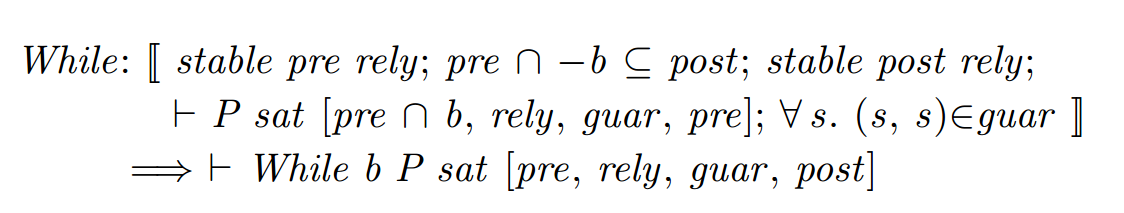 While: ⟦ stable pre rely; pre ∩ −b ⊆ post; stable post rely;
⊢ P sat [pre ∩ b, rely, guar, pre]; ∀ s. (s, s)∈guar ⟧
⟹ ⊢ While b P sat [pre, rely, guar, post]